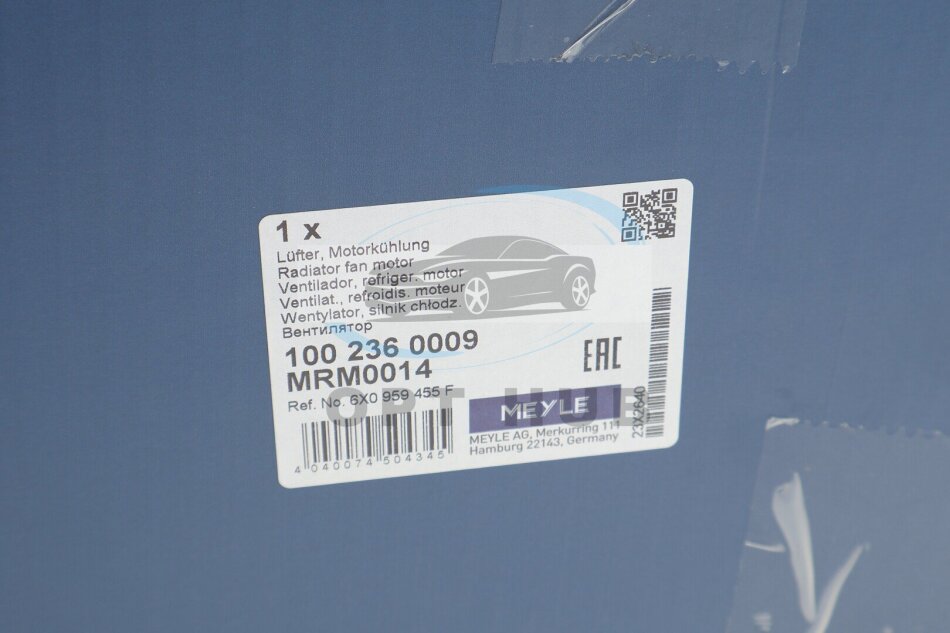 1 x
Lüfter, Motorkühlung
Radiator fan motor
Ventilador, refriger. motor
Ventilat., refroidis. moteur
Wentylator, silnik chłodz.
Вентилятор
100 236 0009
MRM0014
Ref. No. 6X0 959 455 F
EAC
OPT HUB
MEYLE
MEYLE AG, Merkurring 111
Hamburg 22143, Germany
4 040074 504345
23X2640